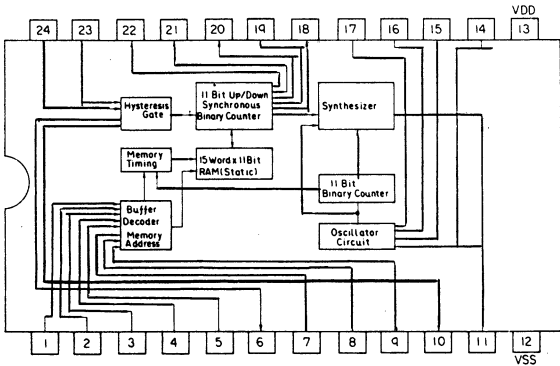 VDD
24 23 22 21 20 19 18 17 16 15 14 13
Hysteresis
Gate
11 Bit Up/Down
Synchronous
Binary Counter
Synthesizer
Memory
Timing
15 Word x 11 Bit
RAM (Static)
11 Bit
Binary Counter
Buffer
Decoder
Memory
Address
Oscillator
Circuit
1 2 3 4 5 6 7 8 9 10 11 12
VSS